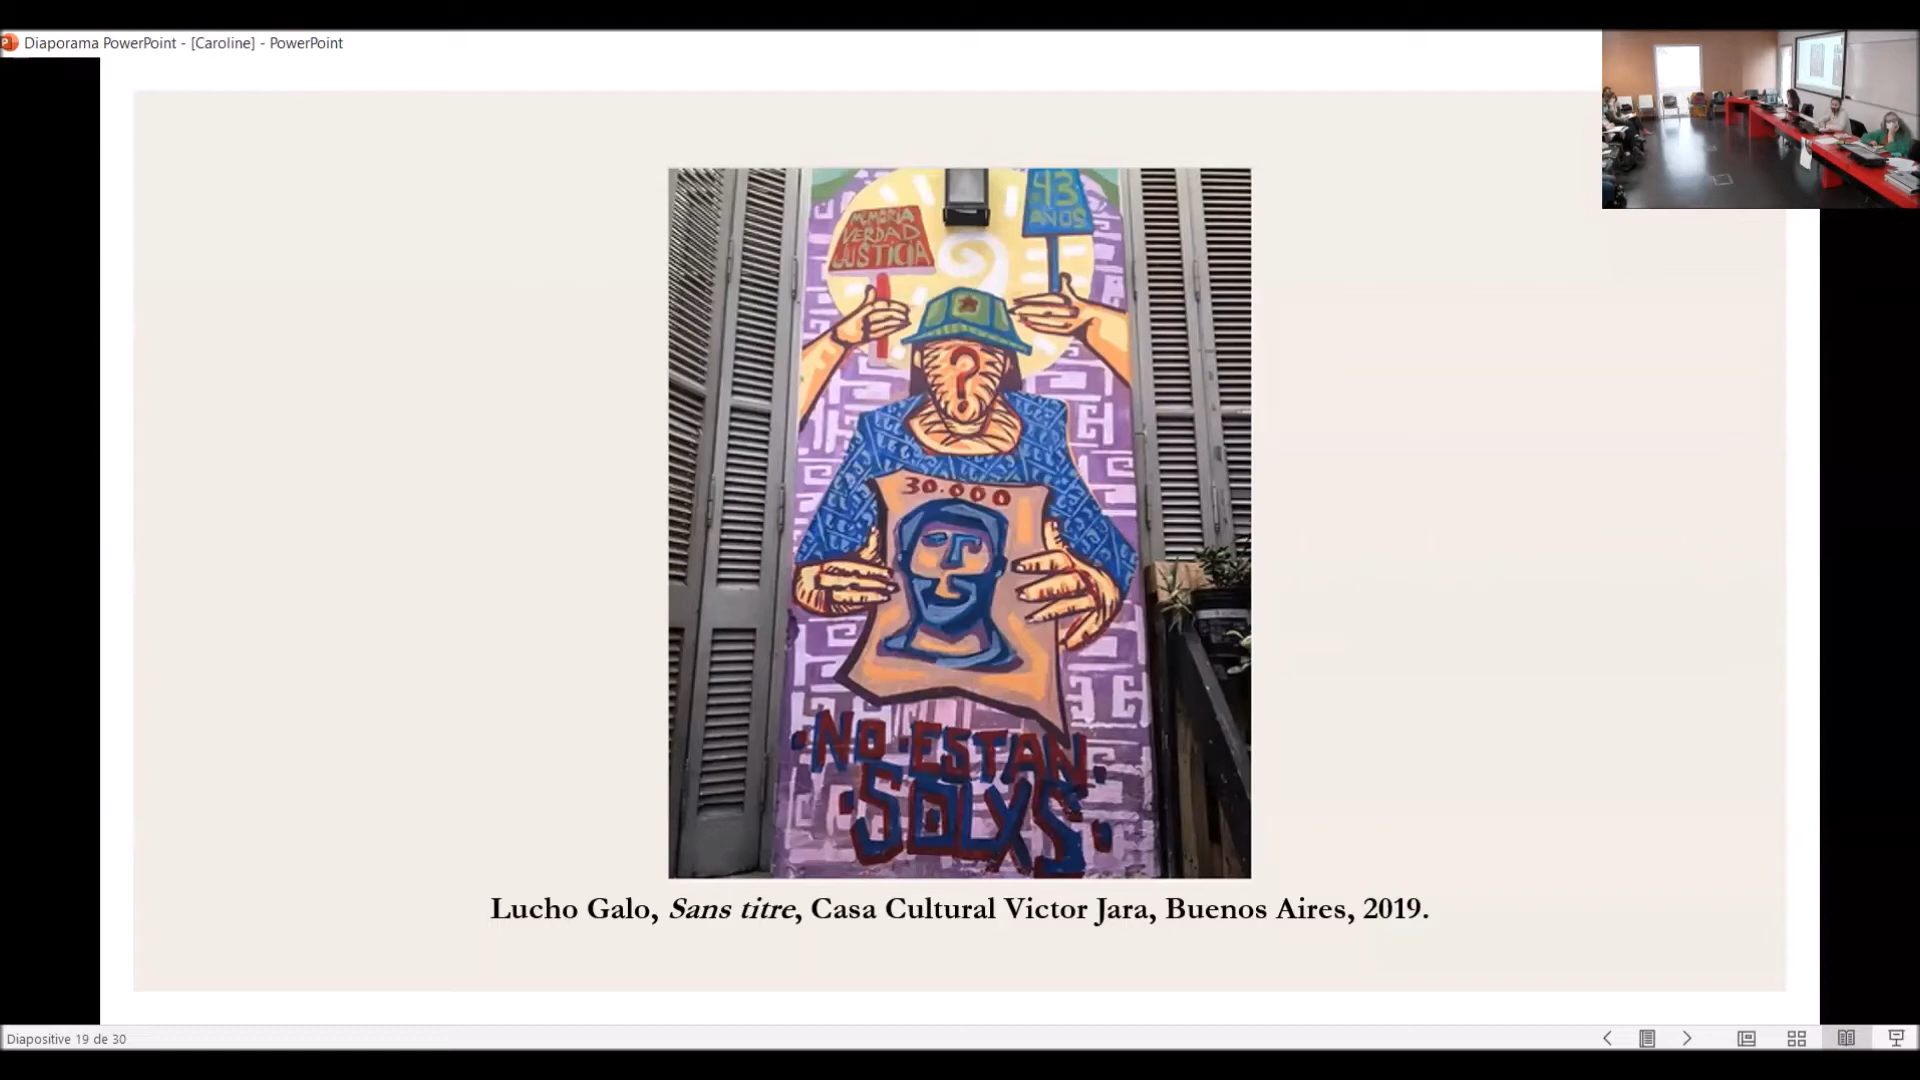 Diaporama PowerPoint - [Caroline] - PowerPoint
MEMORIA
VERDAD
JUSTICIA
43
AÑOS
?
30.000
NO·ESTAN·
·SOLXS·
Lucho Galo, Sans titre, Casa Cultural Victor Jara, Buenos Aires, 2019.
Diapositive 19 de 30